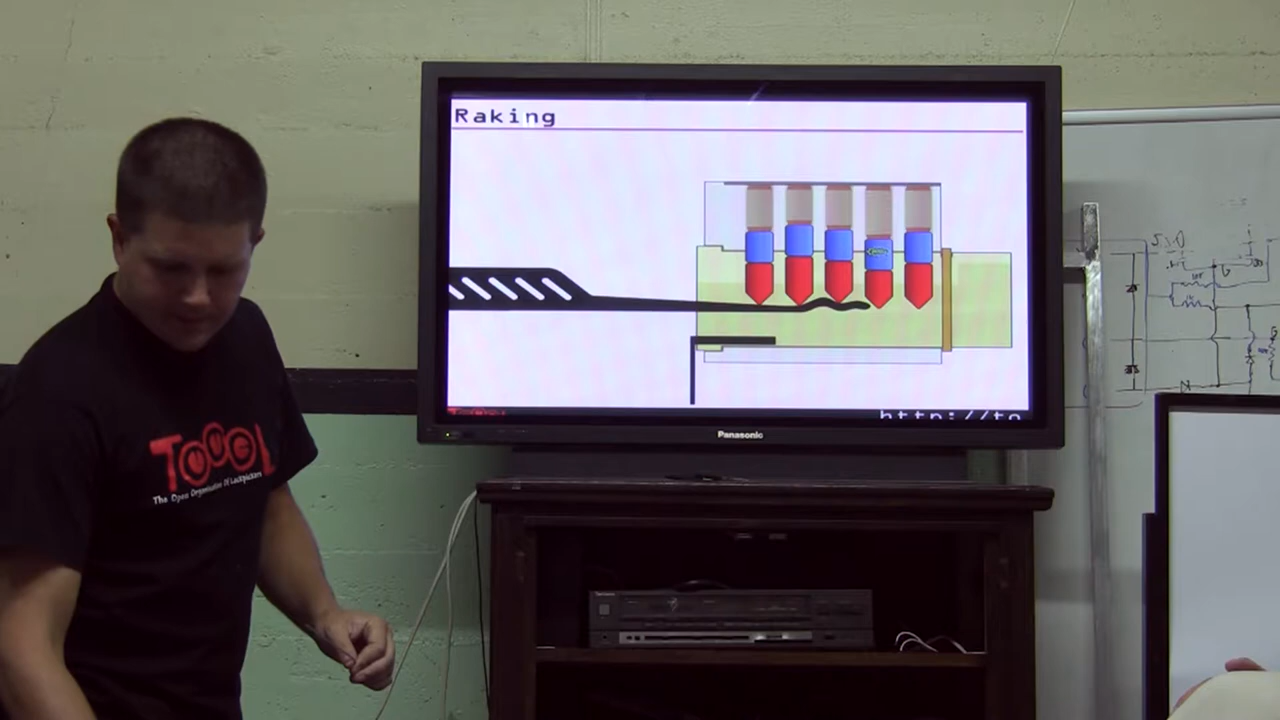 Raking
http://to
Panasonic
TOOOL
The Open Organisation Of Lockpickers